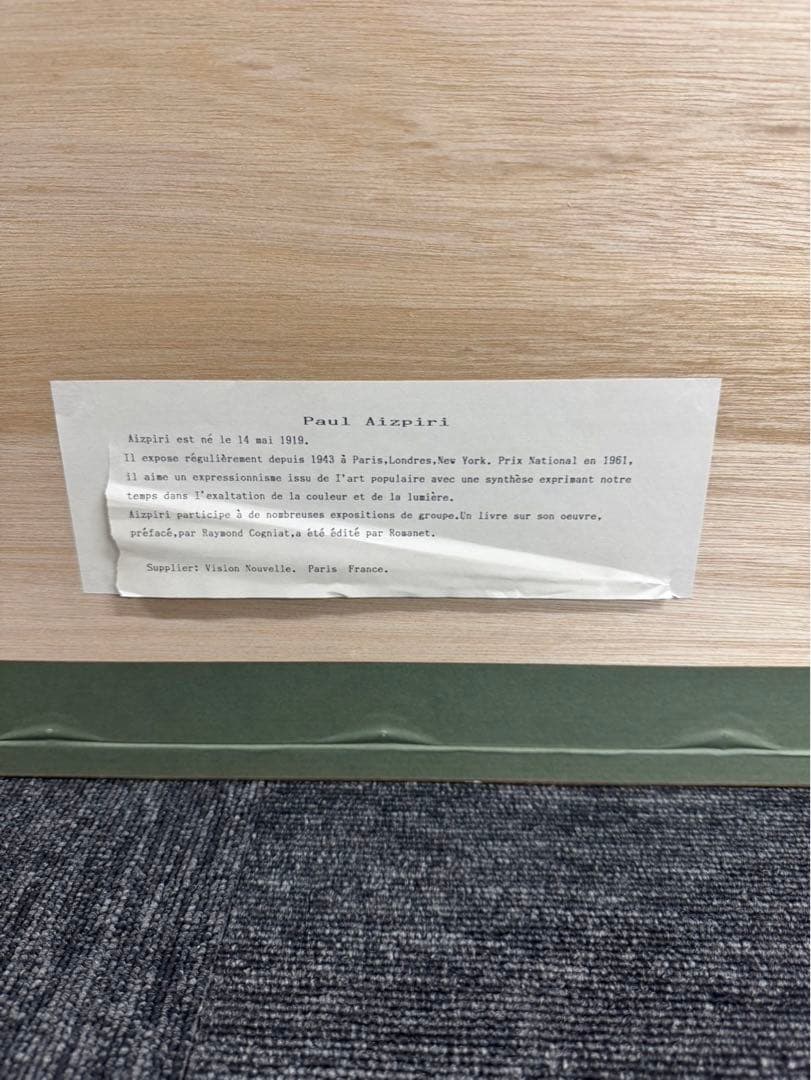 Paul Aizpiri
Aizpiri est né le 14 mai 1919.
Il expose régulièrement depuis 1943 à Paris,Londres,New York. Prix National en 1961,
il aime un expressionnisme issu de I'art populaire avec une synthèse exprimant notre
temps dans I'exaltation de la couleur et de la lumière.
Aizpiri participe à de nombreuses expositions de groupe.Un livre sur son oeuvre,
préfacé,par Raymond Cogniat,a été édité par Romanet.
Supplier: Vision Nouvelle. Paris France.